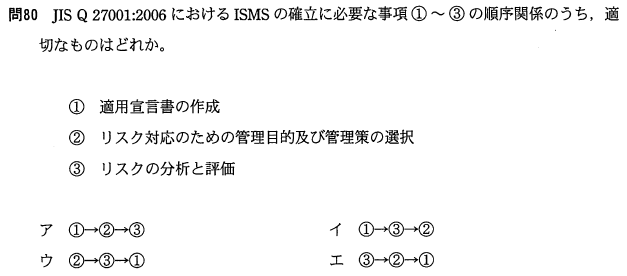 問80 JIS Q 27001:2006 における ISMS の確立に必要な事項①～③の順序関係のうち，適
切なものはどれか。
① 適用宣言書の作成
② リスク対応のための管理目的及び管理策の選択
③ リスクの分析と評価
ア ①→②→③ イ ①→③→②
ウ ②→③→① エ ③→②→①